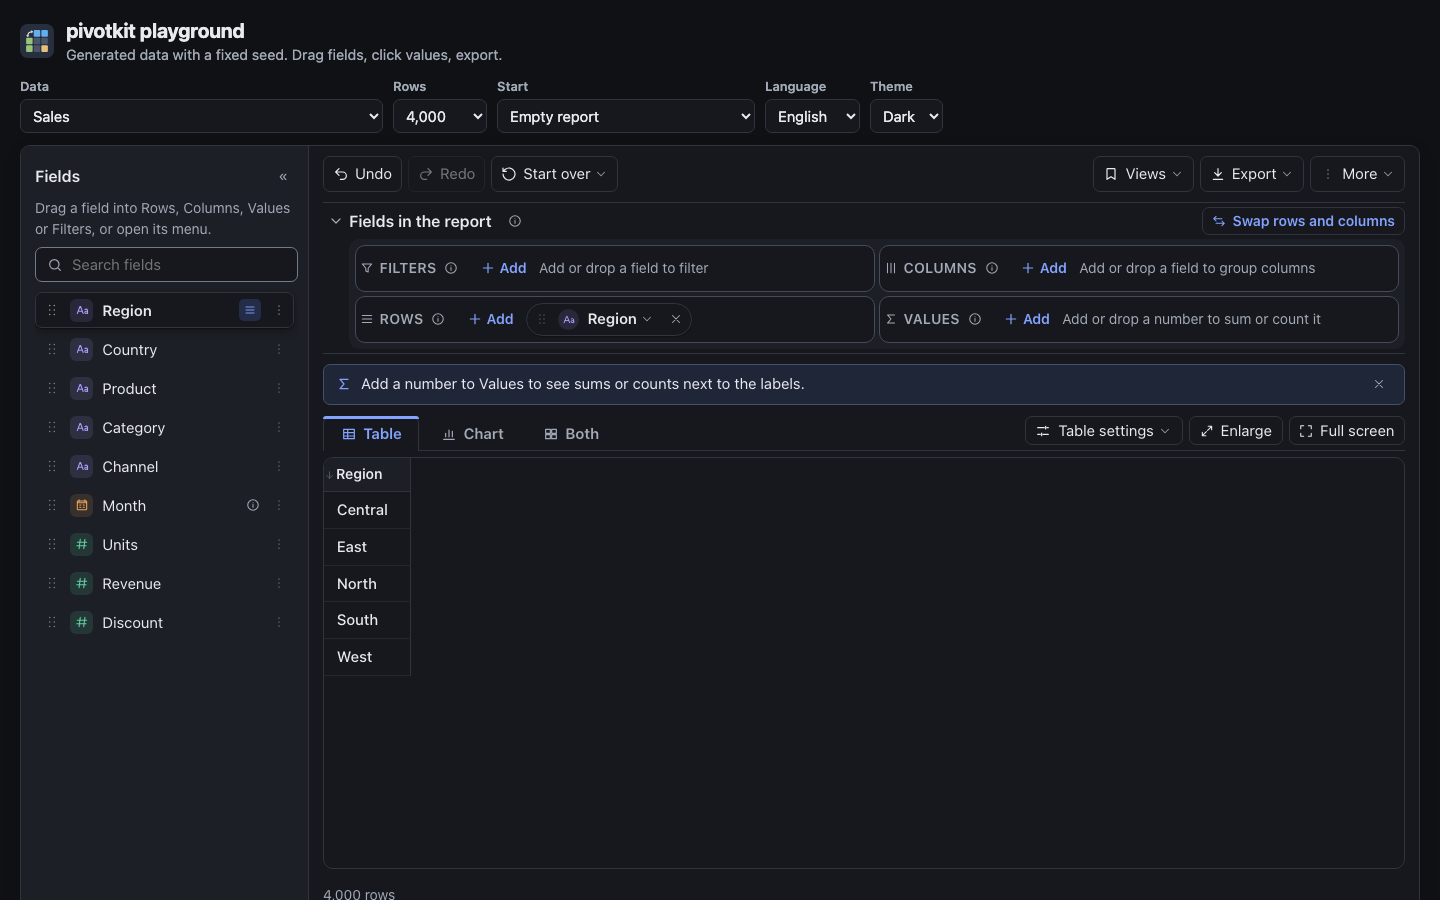 pivotkit playground
Generated data with a fixed seed. Drag fields, click values, export.
Data
Rows
Start
Language
Theme
Sales
4,000
Empty report
English
Dark
Fields
«
Drag a field into Rows, Columns, Values
or Filters, or open its menu.
Search fields
Aa Region
Aa Country
Aa Product
Aa Category
Aa Channel
Month
# Units
# Revenue
# Discount
Undo
Redo
Start over
Views
Export
More
Fields in the report
Swap rows and columns
FILTERS + Add Add or drop a field to filter
COLUMNS + Add Add or drop a field to group columns
ROWS + Add Aa Region ×
Σ VALUES + Add Add or drop a number to sum or count it
Σ Add a number to Values to see sums or counts next to the labels. ×
Table
Chart
Both
Table settings
Enlarge
Full screen
↓ Region
Central
East
North
South
West
4,000 rows